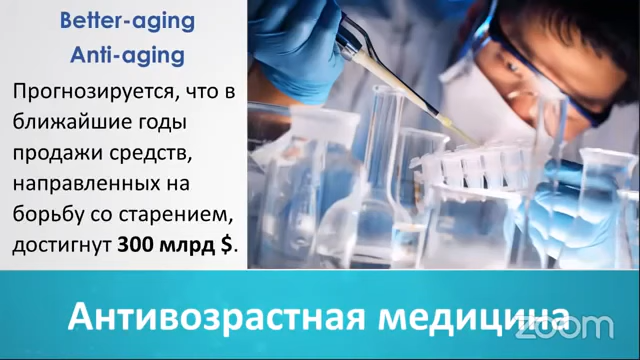 Better-aging
Anti-aging
Прогнозируется, что в
ближайшие годы
продажи средств,
направленных на
борьбу со старением,
достигнут 300 млрд $.
Антивозрастная медицина
zoom